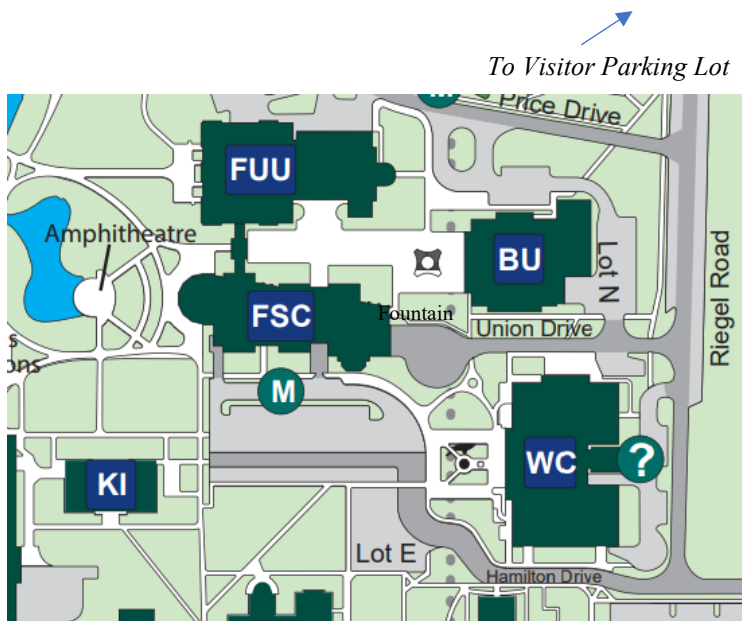 To Visitor Parking Lot
M
Price Drive
FUU
Amphitheatre
BU
Lot N
Riegel Road
FSC
Fountain
Union Drive
s
ons
M
WC
?
KI
Lot E
Hamilton Drive